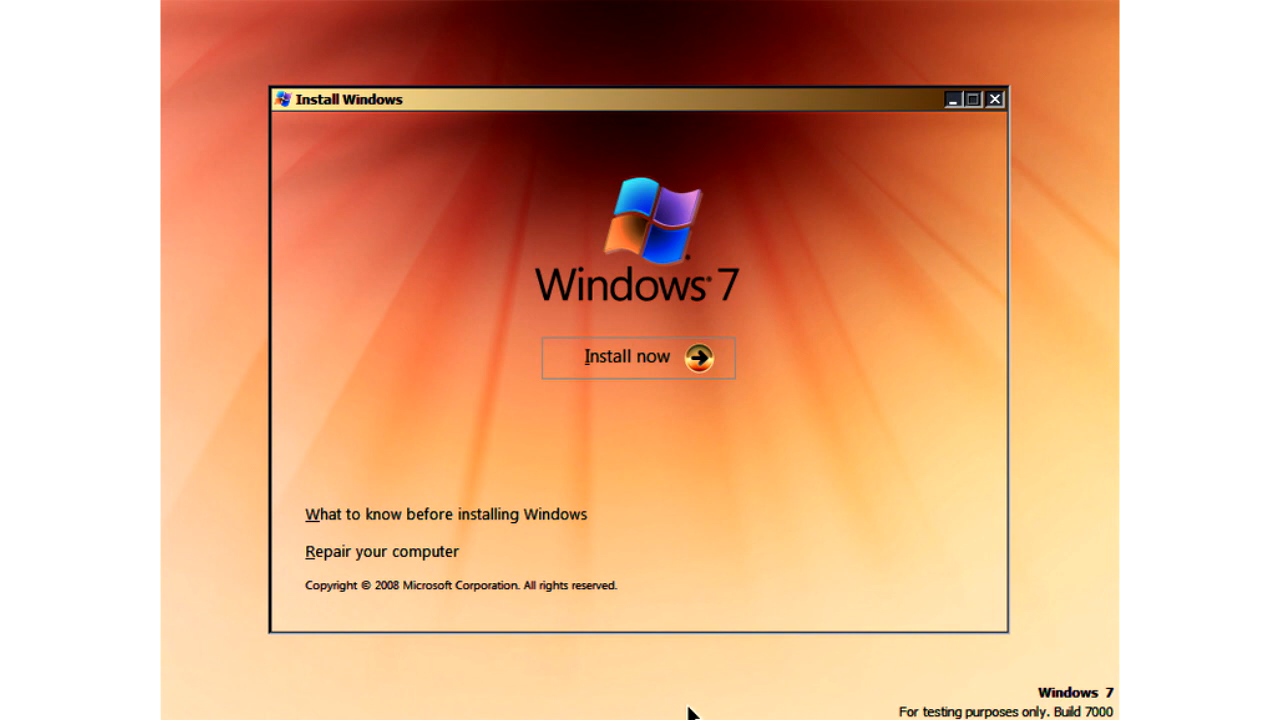 Install Windows
Windows® 7
Install now
What to know before installing Windows
Repair your computer
Copyright © 2008 Microsoft Corporation. All rights reserved.
Windows 7
For testing purposes only. Build 7000